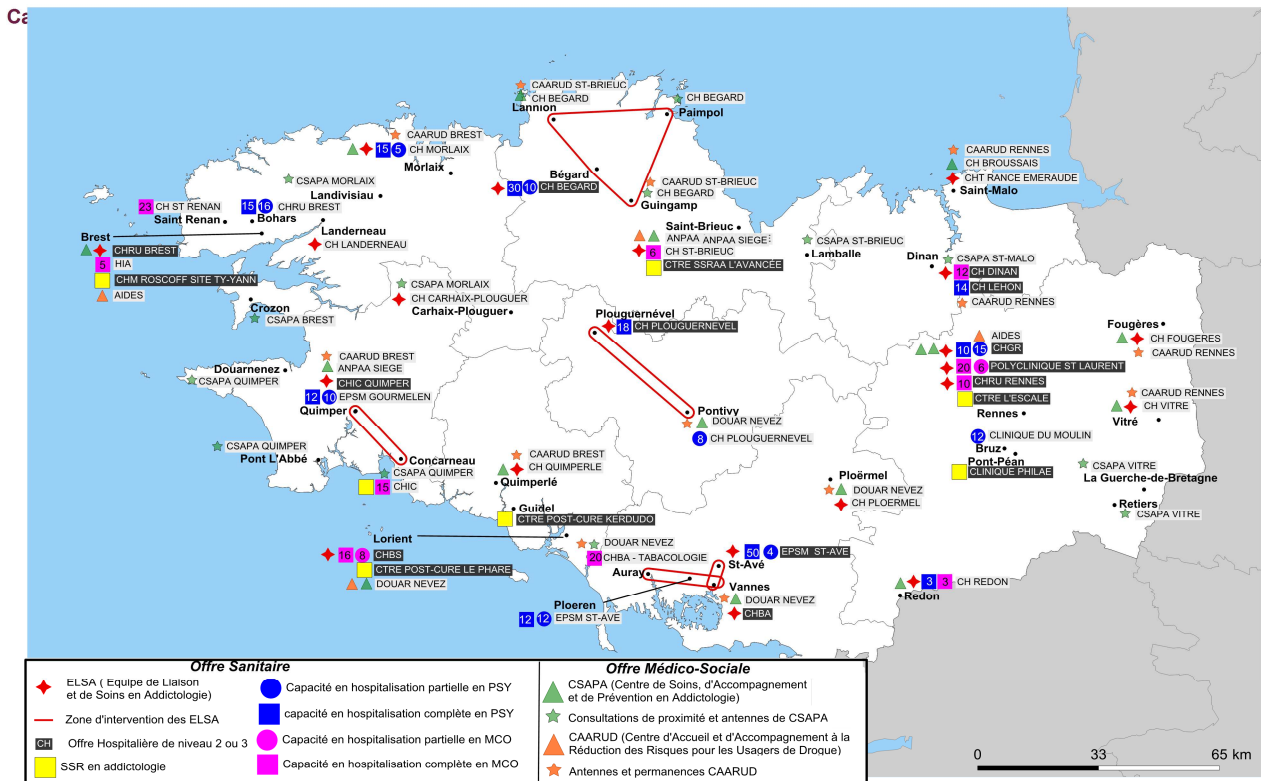 Ca
CAARUD ST-BRIEUC
CH BEGARD
Lannion
CH BEGARD
Paimpol
CAARUD BREST
15 5 CH MORLAIX
Morlaix
CSAPA MORLAIX
Landivisiau
Bégard
30 10 CH BEGARD
CAARUD ST-BRIEUC
CH BEGARD
Guingamp
CAARUD RENNES
CH BROUSSAIS
CHT RANCE EMERAUDE
Saint-Malo
23 CH ST RENAN
15 16 CHRU BREST
Saint Renan
Bohars
Brest
CHRU BREST
5 HIA
CHM ROSCOFF SITE TY-YANN
AIDES
Landerneau
CH LANDERNEAU
Saint-Brieuc
ANPAA ANPAA SIEGE
6 CH ST-BRIEUC
CTRE SSRAA L'AVANCÉE
CSAPA ST-BRIEUC
Lamballe
Dinan
CSAPA ST-MALO
12 CH DINAN
14 CH LEHON
CAARUD RENNES
CSAPA MORLAIX
CH CARHAIX-PLOUGUER
Carhaix-Plouguer
Crozon
CSAPA BREST
Plouguernével
18 CH PLOUGUERNEVEL
Fougères
CH FOUGERES
CAARUD RENNES
AIDES
10 15 CHGR
20 6 POLYCLINIQUE ST LAURENT
10 CHRU RENNES
CTRE L'ESCALE
Rennes
Douarnenez
CSAPA QUIMPER
CAARUD BREST
ANPAA SIEGE
CHIC QUIMPER
12 10 EPSM GOURMELEN
Quimper
CAARUD RENNES
CH VITRE
Vitré
Pontivy
DOUAR NEVEZ
8 CH PLOUGUERNEVEL
12 CLINIQUE DU MOULIN
Bruz
Pont-Péan
CLINIQUE PHILAE
CSAPA QUIMPER
Pont L'Abbé
Concarneau
CSAPA QUIMPER
15 CHIC
CAARUD BREST
CH QUIMPERLE
Quimperlé
Ploërmel
DOUAR NEVEZ
CH PLOERMEL
CSAPA VITRE
La Guerche-de-Bretagne
Retiers
CSAPA VITRE
Guidel
CTRE POST-CURE KERDUDO
Lorient
16 8 CHBS
CTRE POST-CURE LE PHARE
DOUAR NEVEZ
DOUAR NEVEZ
20 CHBA - TABACOLOGIE
50 4 EPSM ST-AVE
St-Avé
Auray
Vannes
DOUAR NEVEZ
CHBA
Ploeren
12 12 EPSM ST-AVE
3 3 CH REDON
Redon
Offre Sanitaire
ELSA ( Equipe de Liaison
et de Soins en Addictologie)
Zone d'intervention des ELSA
CH Offre Hospitalière de niveau 2 ou 3
SSR en addictologie
Capacité en hospitalisation partielle en PSY
capacité en hospitalisation complète en PSY
Capacité en hospitalisation partielle en MCO
Capacité en hospitalisation complète en MCO
Offre Médico-Sociale
CSAPA (Centre de Soins, d'Accompagnement
et de Prévention en Addictologie)
Consultations de proximité et antennes de CSAPA
CAARUD (Centre d'Accueil et d'Accompagnement à la
Réduction des Risques pour les Usagers de Drogue)
Antennes et permanences CAARUD
0 33 65 km